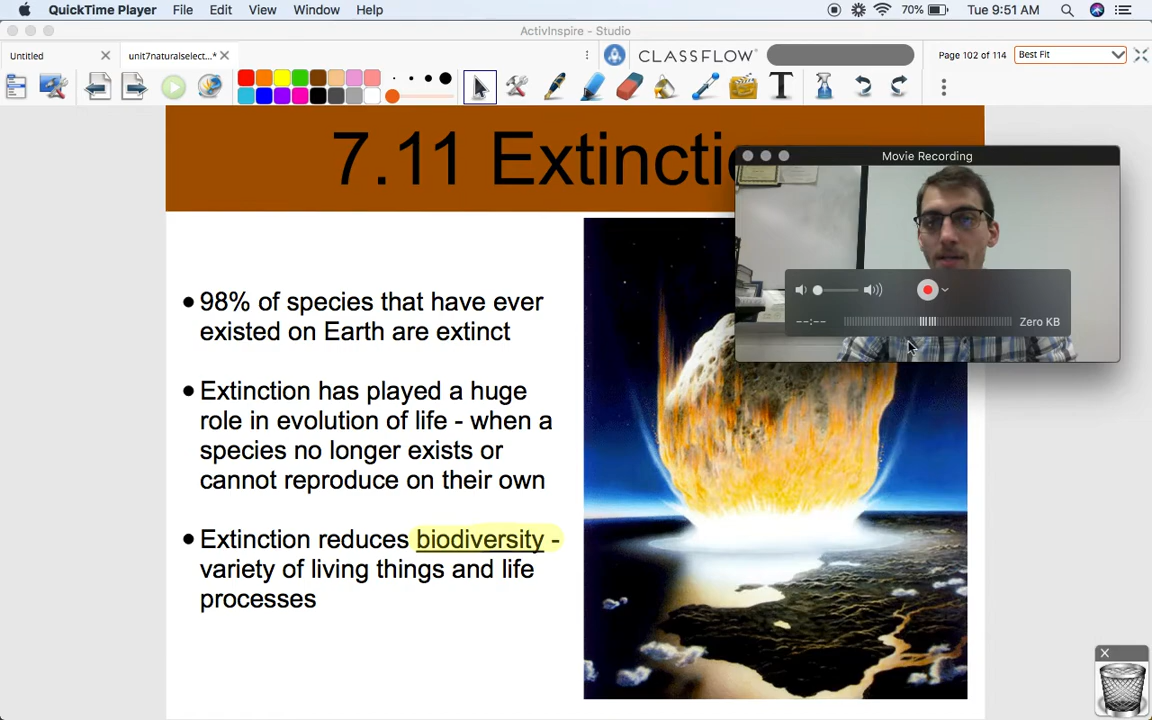 QuickTime Player File Edit View Window Help 70% Tue 9:51 AM
ActivInspire - Studio
Untitled unit7naturalselect...* CLASSFLOW Page 102 of 114 Best Fit
7.11 Extinctio
Movie Recording
--:-- Zero KB
• 98% of species that have ever
existed on Earth are extinct
• Extinction has played a huge
role in evolution of life - when a
species no longer exists or
cannot reproduce on their own
• Extinction reduces biodiversity -
variety of living things and life
processes